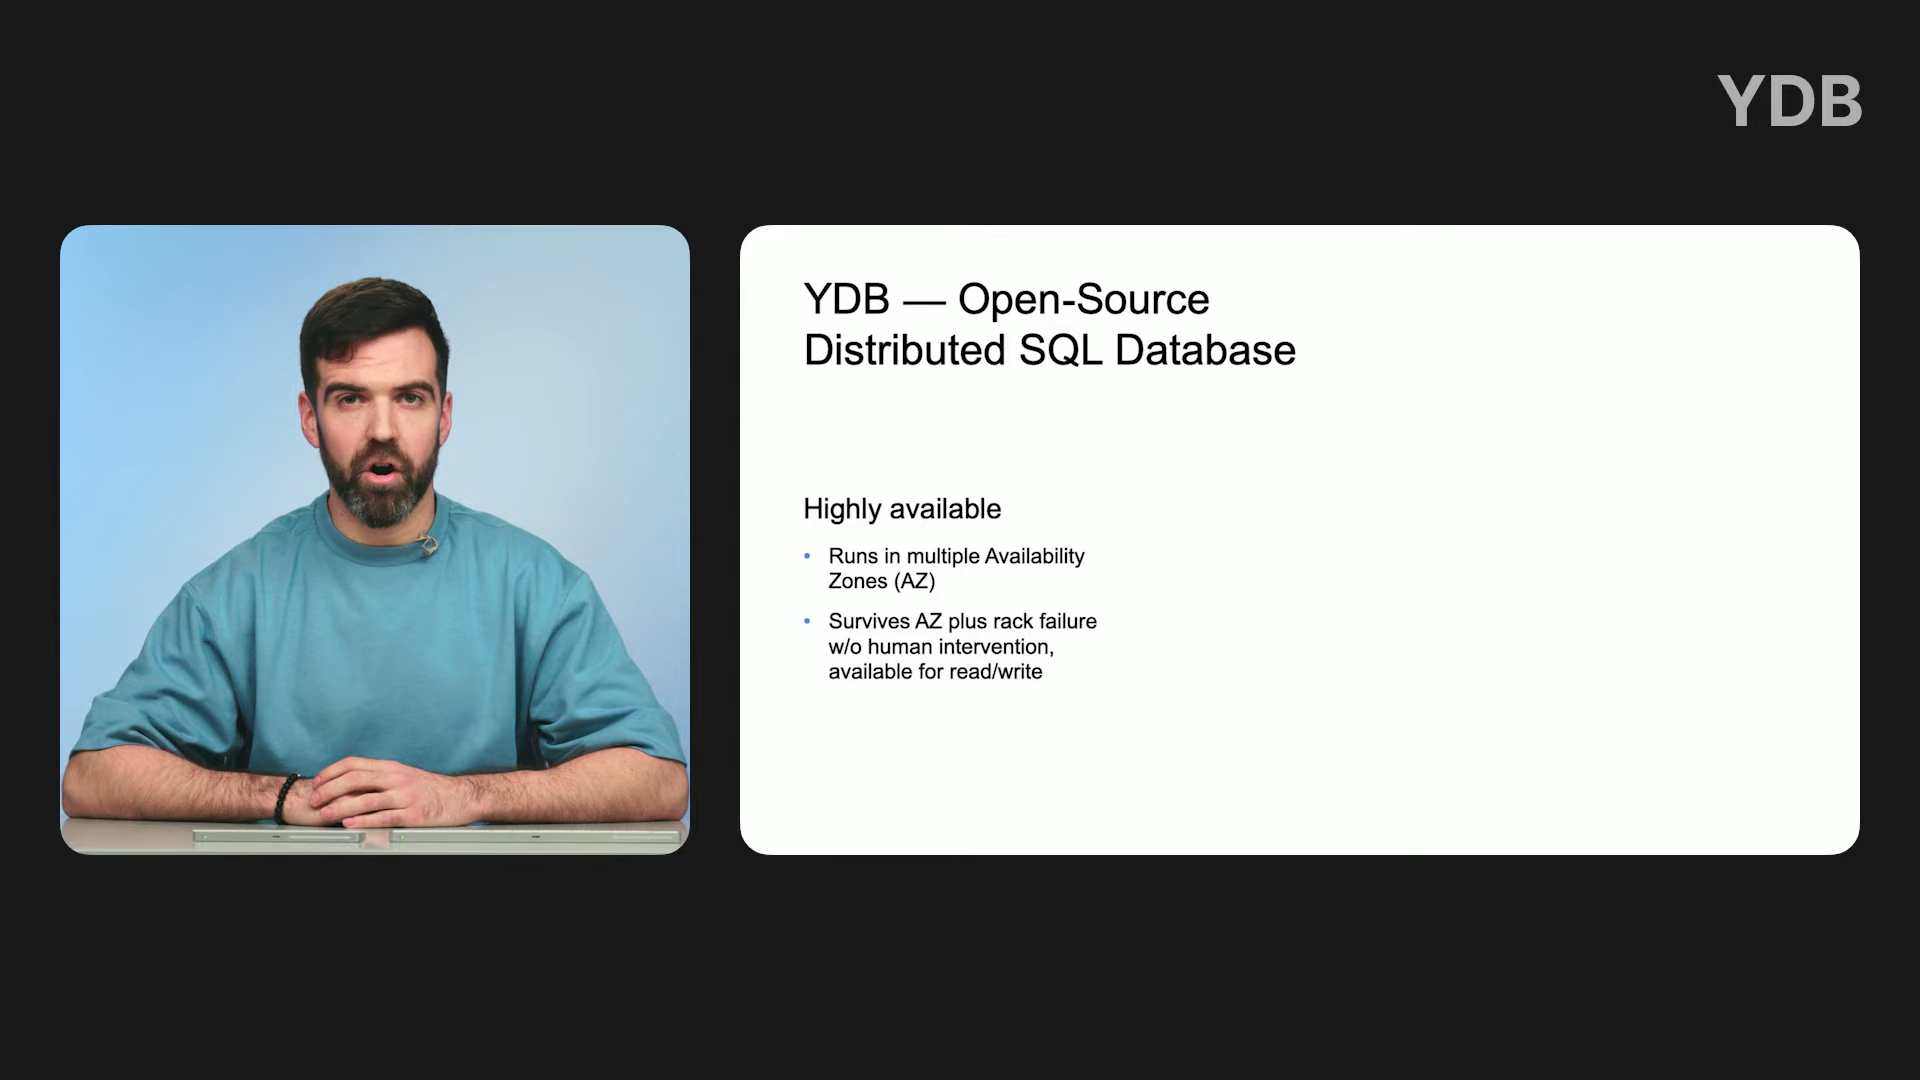 YDB
YDB — Open-Source
Distributed SQL Database
Highly available
• Runs in multiple Availability
Zones (AZ)
• Survives AZ plus rack failure
w/o human intervention,
available for read/write